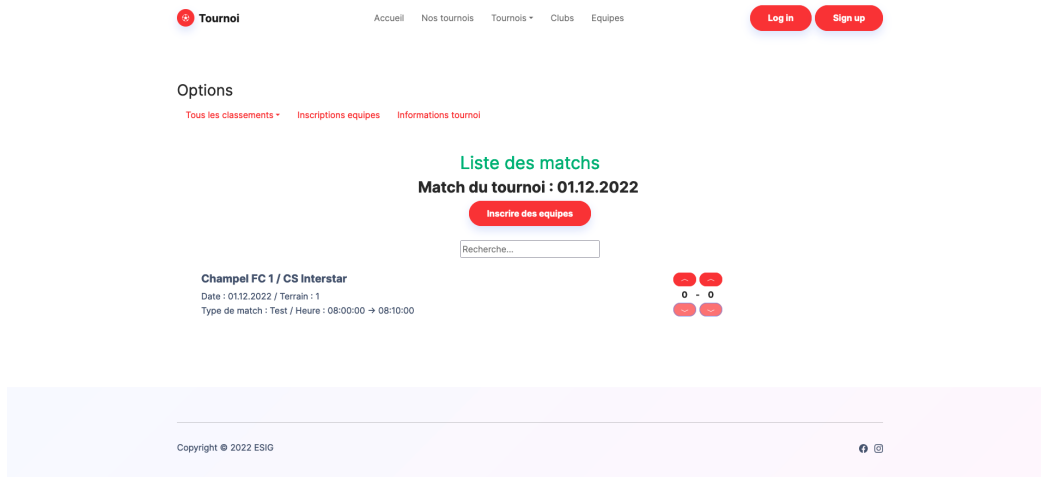 Tournoi
Accueil Nos tournois Tournois Clubs Equipes
Log in Sign up
Options
Tous les classements Inscriptions equipes Informations tournoi
Liste des matchs
Match du tournoi : 01.12.2022
Inscrire des equipes
Recherche...
Champel FC 1 / CS Interstar
Date : 01.12.2022 / Terrain : 1
0 - 0
Type de match : Test / Heure : 08:00:00 → 08:10:00
Copyright © 2022 ESIG